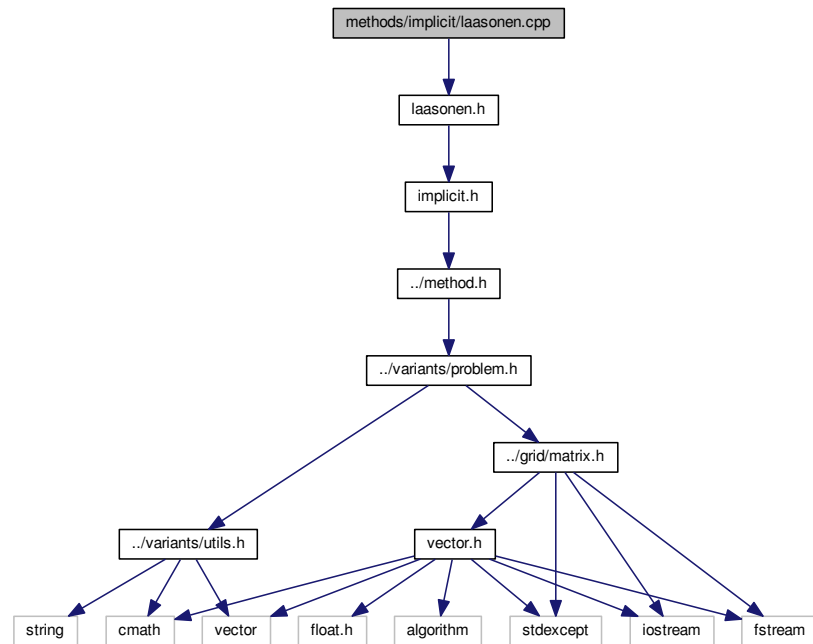 methods/implicit/laasonen.cpp
laasonen.h
implicit.h
../method.h
../variants/problem.h
../grid/matrix.h
../variants/utils.h
vector.h
string
cmath
vector
float.h
algorithm
stdexcept
iostream
fstream